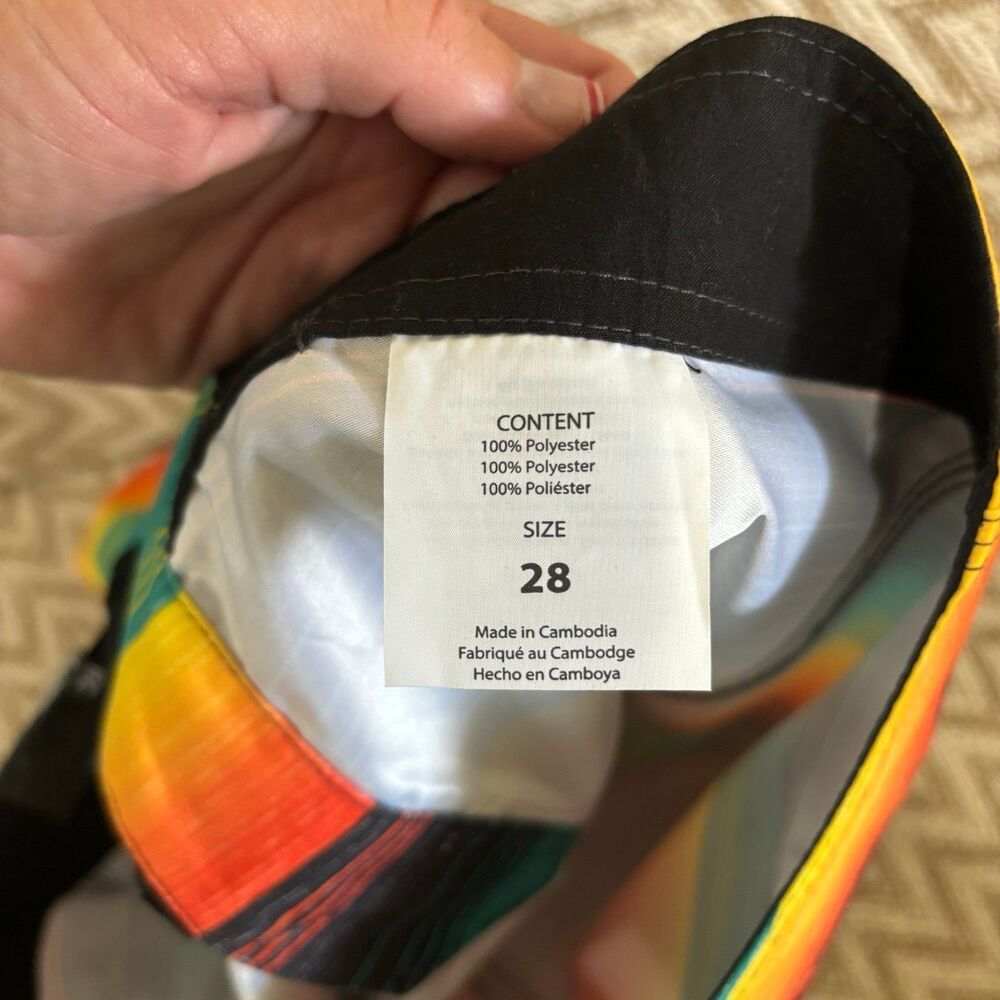 CONTENT
100% Polyester
100% Polyester
100% Poliéster
SIZE
28
Made in Cambodia
Fabriqué au Cambodge
Hecho en Camboya